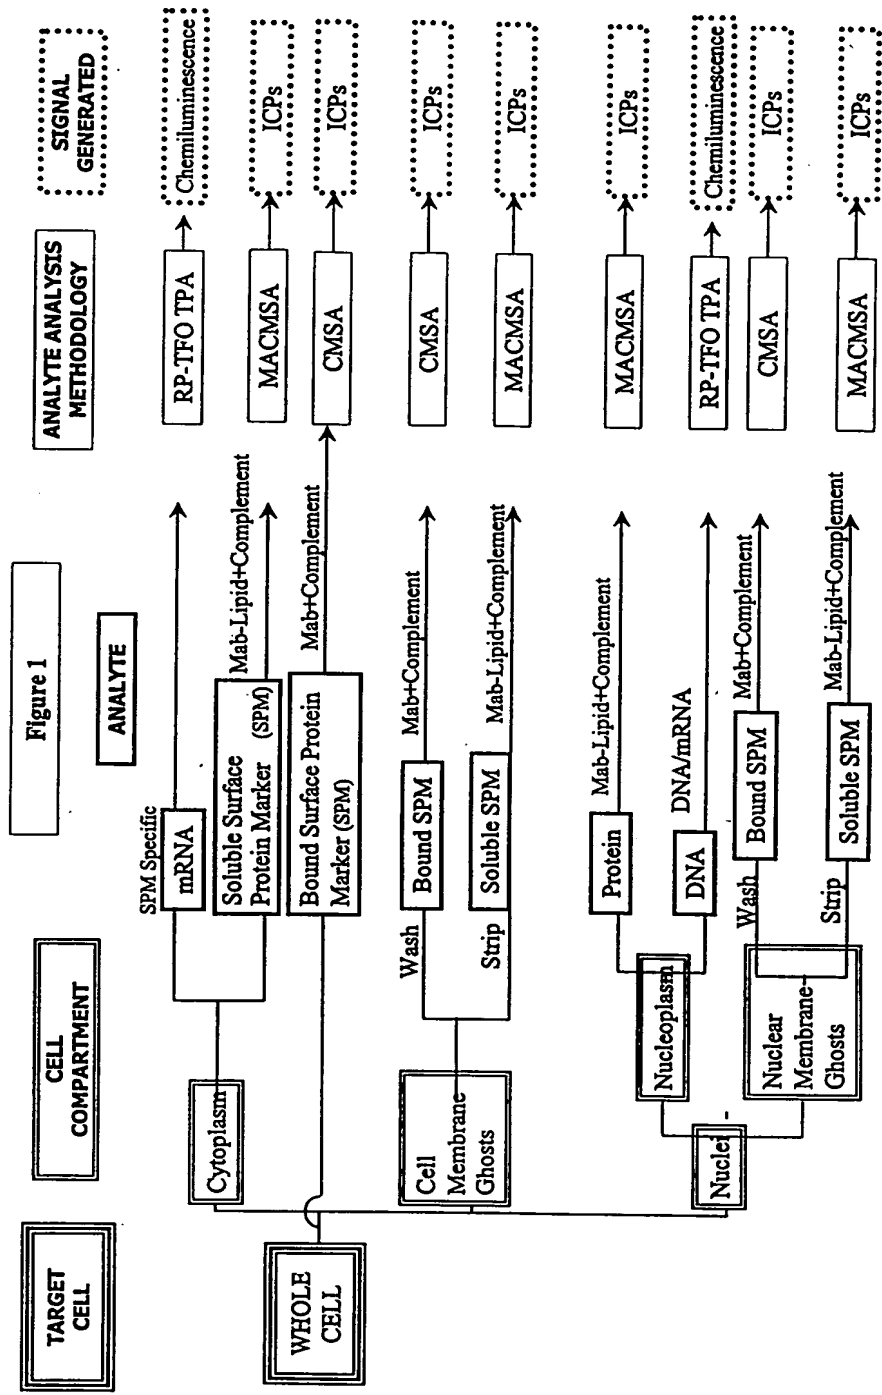 Figure 1
TARGET
CELL
CELL
COMPARTMENT
ANALYTE
ANALYTE ANALYSIS
METHODOLOGY
SIGNAL
GENERATED
WHOLE
CELL
Cytoplasm
SPM Specific
mRNA
RP-TFO TPA
Chemiluminescence
Soluble Surface
Protein Marker (SPM)
Mab-Lipid+Complement
MACMSA
ICPs
Bound Surface Protein
Marker (SPM)
Mab+Complement
CMSA
ICPs
Cell
Membrane
Ghosts
Wash
Bound SPM
Mab+Complement
CMSA
ICPs
Strip
Soluble SPM
Mab-Lipid+Complement
MACMSA
ICPs
Nuclei
Nucleoplasm
Protein
Mab-Lipid+Complement
MACMSA
ICPs
DNA
DNA/mRNA
RP-TFO TPA
Chemiluminescence
Nuclear
Membrane
Ghosts
Wash
Bound SPM
Mab+Complement
CMSA
ICPs
Strip
Soluble SPM
Mab-Lipid+Complement
MACMSA
ICPs